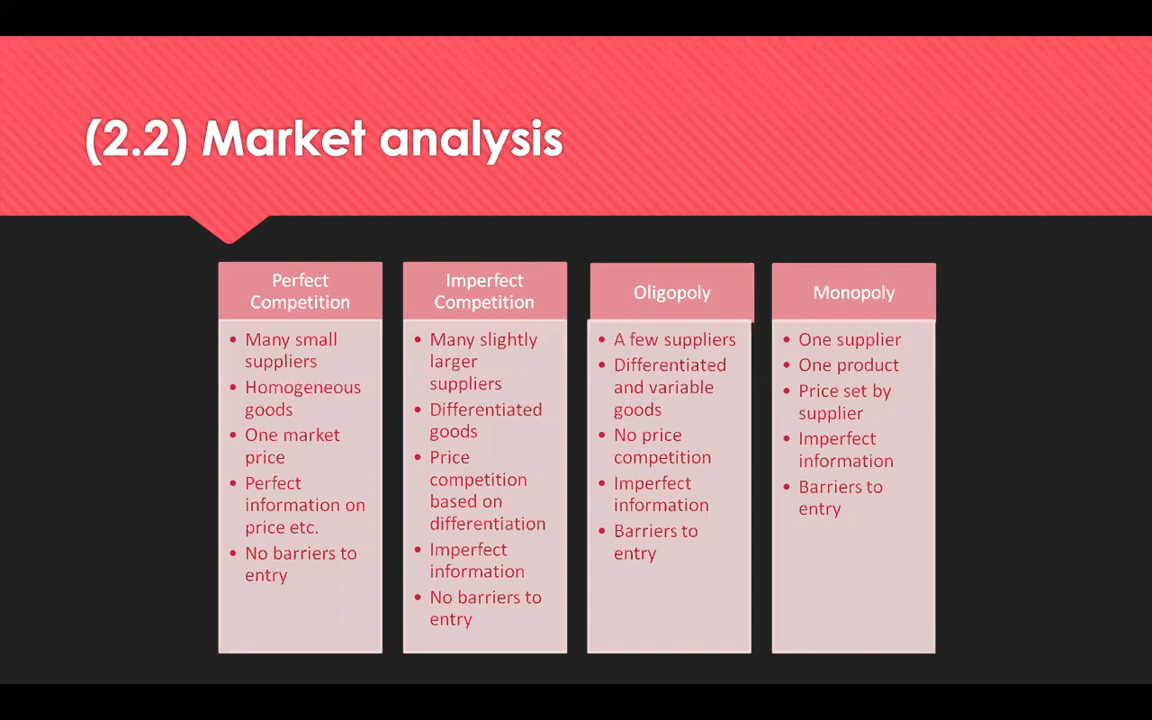 (2.2) Market analysis
Perfect
Competition
• Many small
suppliers
• Homogeneous
goods
• One market
price
• Perfect
information on
price etc.
• No barriers to
entry
Imperfect
Competition
• Many slightly
larger
suppliers
• Differentiated
goods
• Price
competition
based on
differentiation
• Imperfect
information
• No barriers to
entry
Oligopoly
• A few suppliers
• Differentiated
and variable
goods
• No price
competition
• Imperfect
information
• Barriers to
entry
Monopoly
• One supplier
• One product
• Price set by
supplier
• Imperfect
information
• Barriers to
entry